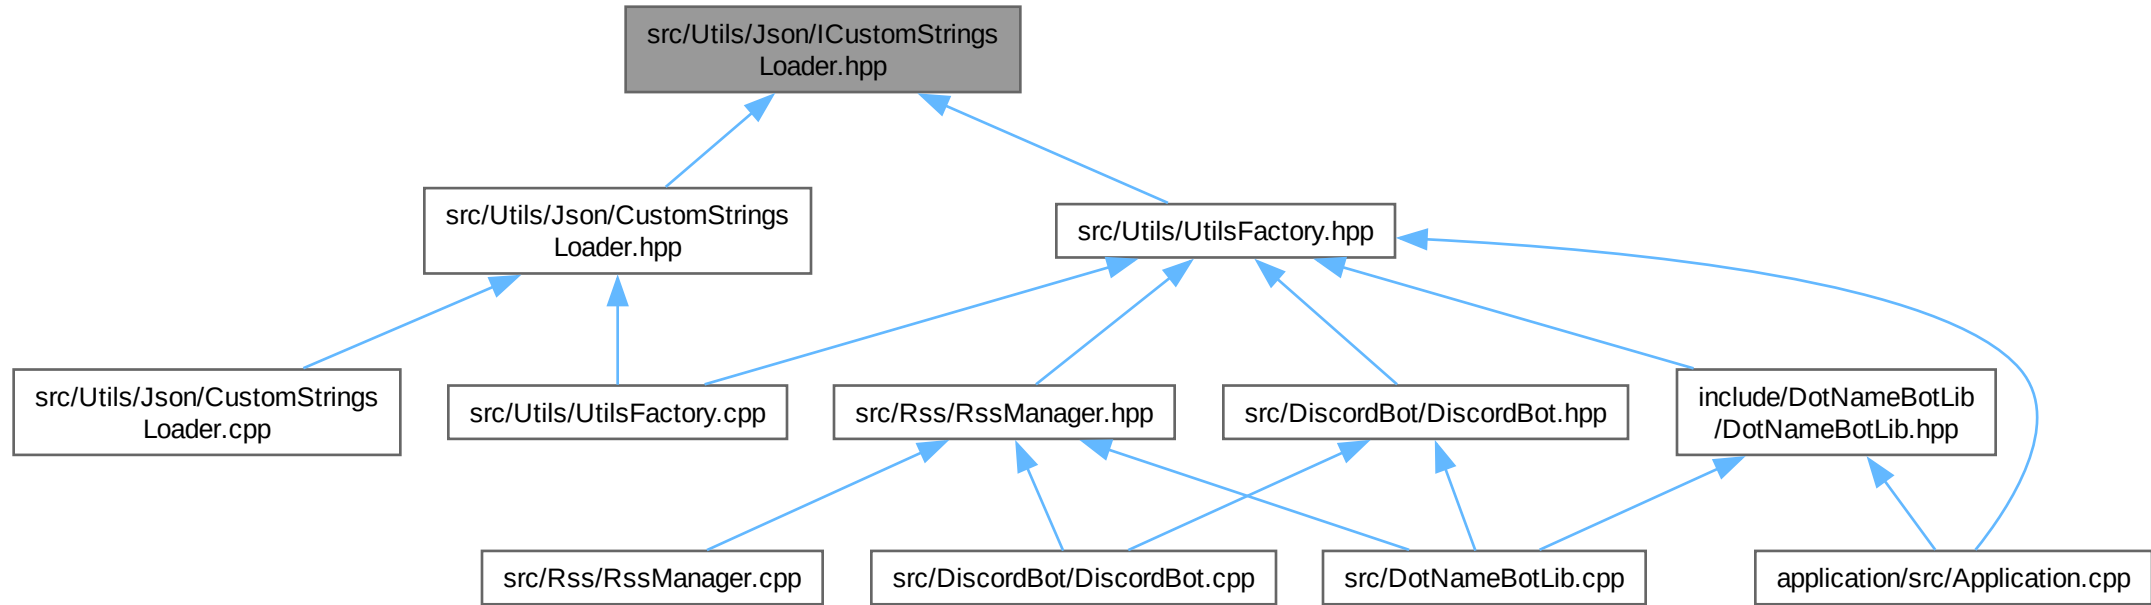 src/Utils/Json/ICustomStrings
Loader.hpp
src/Utils/Json/CustomStrings
Loader.hpp
src/Utils/UtilsFactory.hpp
src/Utils/Json/CustomStrings
Loader.cpp
src/Utils/UtilsFactory.cpp
src/Rss/RssManager.hpp
src/DiscordBot/DiscordBot.hpp
include/DotNameBotLib
/DotNameBotLib.hpp
src/Rss/RssManager.cpp
src/DiscordBot/DiscordBot.cpp
src/DotNameBotLib.cpp
application/src/Application.cpp